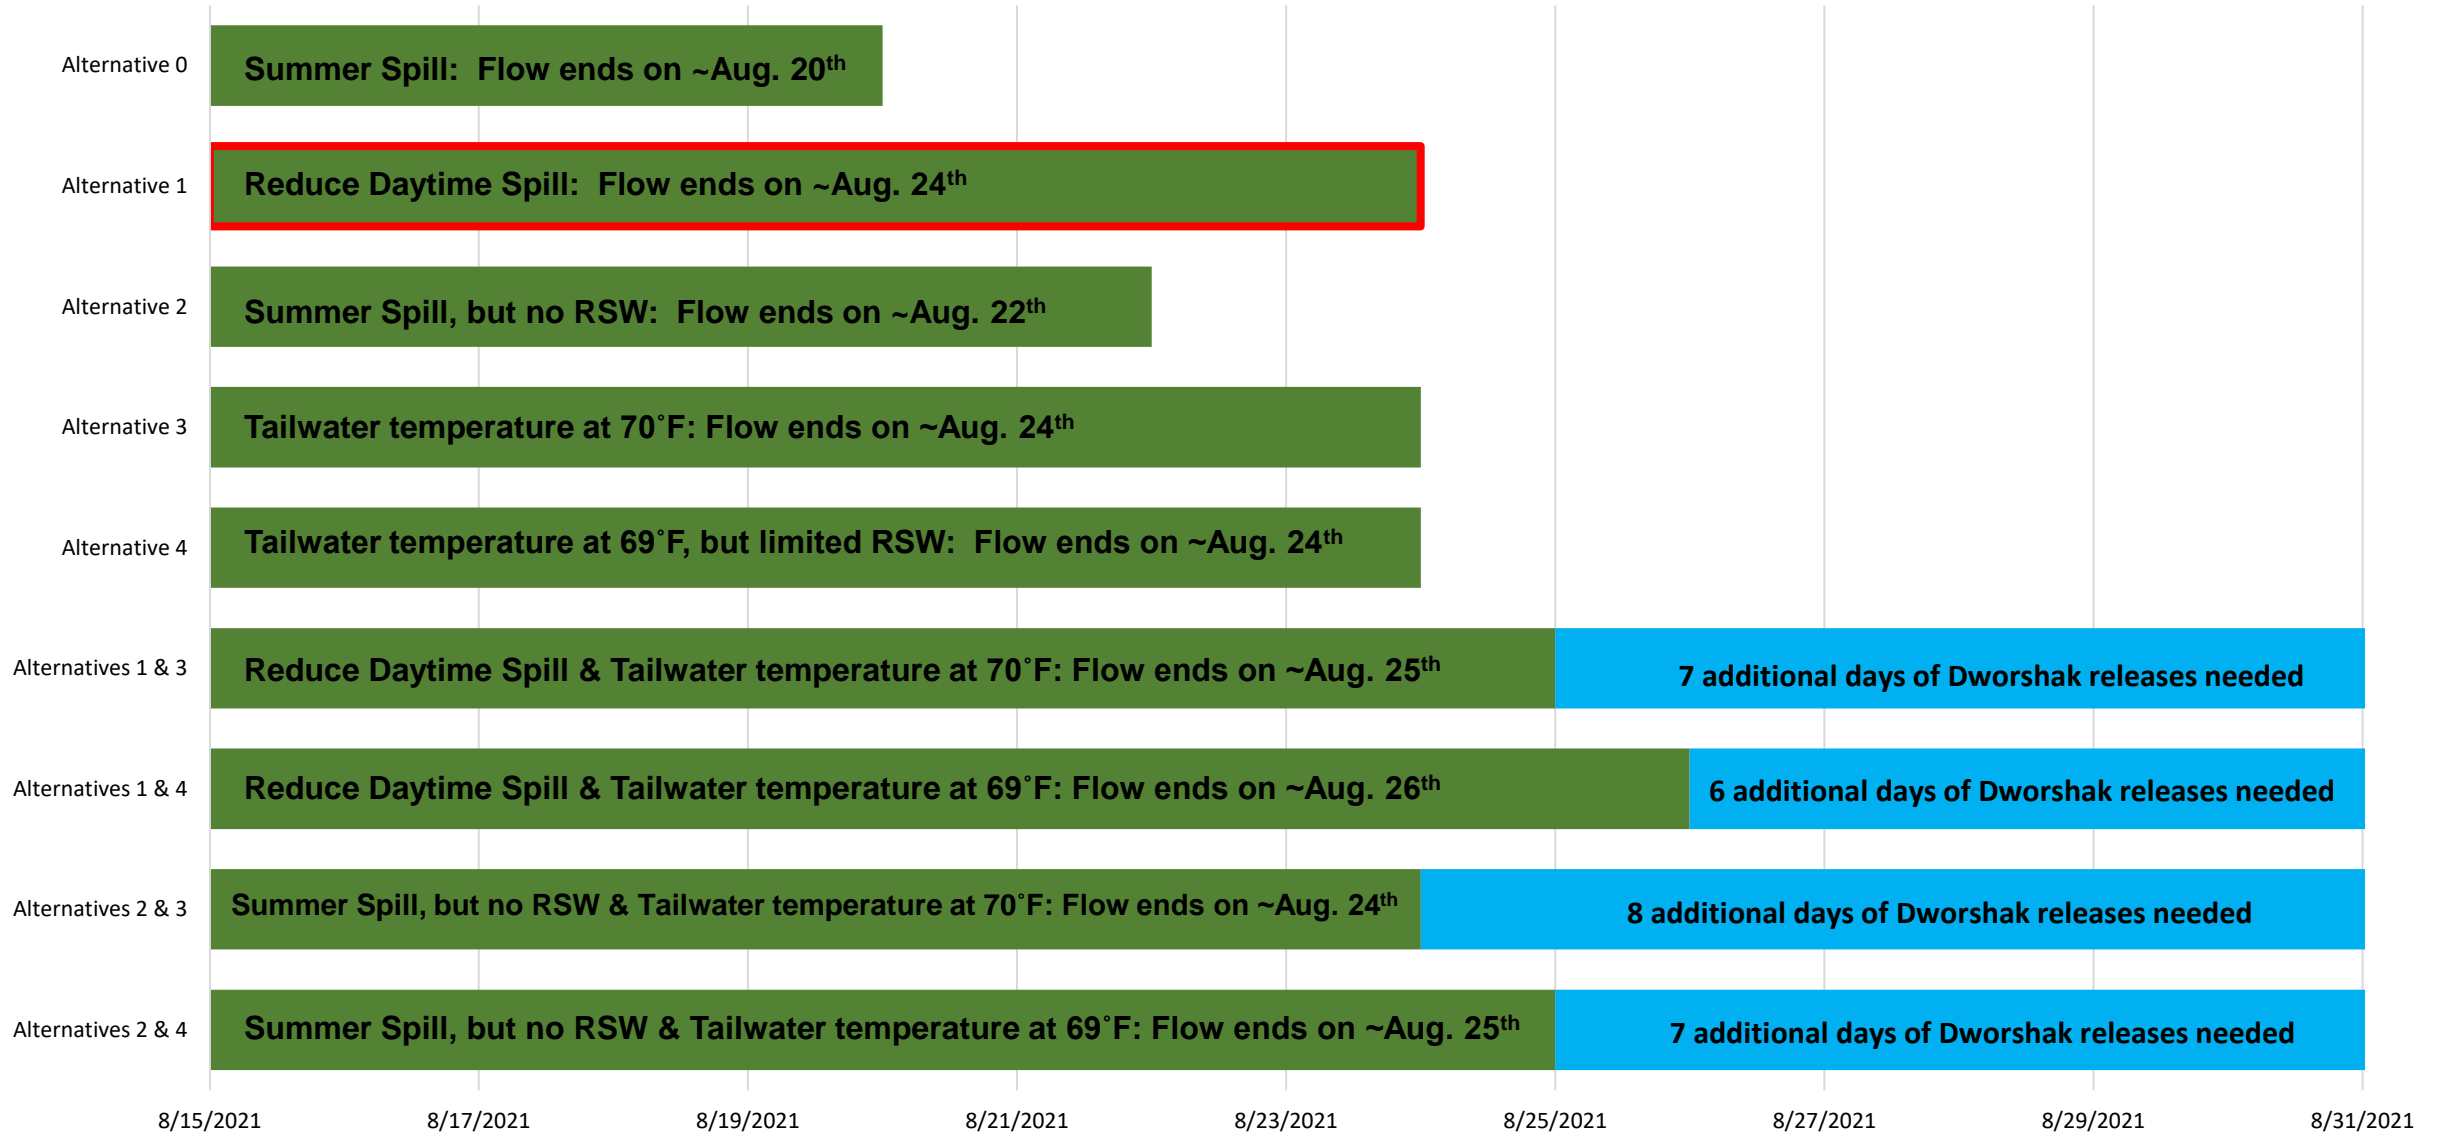 Alternative 0
Summer Spill:  Flow ends on ~Aug. 20th
Alternative 1
Reduce Daytime Spill:  Flow ends on ~Aug. 24th
Alternative 2
Summer Spill, but no RSW:  Flow ends on ~Aug. 22th
Alternative 3
Tailwater temperature at 70˚F: Flow ends on ~Aug. 24th
Alternative 4
Tailwater temperature at 69˚F, but limited RSW:  Flow ends on ~Aug. 24th
Alternatives 1 & 3
Reduce Daytime Spill & Tailwater temperature at 70˚F: Flow ends on ~Aug. 25th
7 additional days of Dworshak releases needed
Alternatives 1 & 4
Reduce Daytime Spill & Tailwater temperature at 69˚F: Flow ends on ~Aug. 26th
6 additional days of Dworshak releases needed
Alternatives 2 & 3
Summer Spill, but no RSW & Tailwater temperature at 70˚F: Flow ends on ~Aug. 24th
8 additional days of Dworshak releases needed
Alternatives 2 & 4
Summer Spill, but no RSW & Tailwater temperature at 69˚F: Flow ends on ~Aug. 25th
7 additional days of Dworshak releases needed
8/15/2021 8/17/2021 8/19/2021 8/21/2021 8/23/2021 8/25/2021 8/27/2021 8/29/2021 8/31/2021